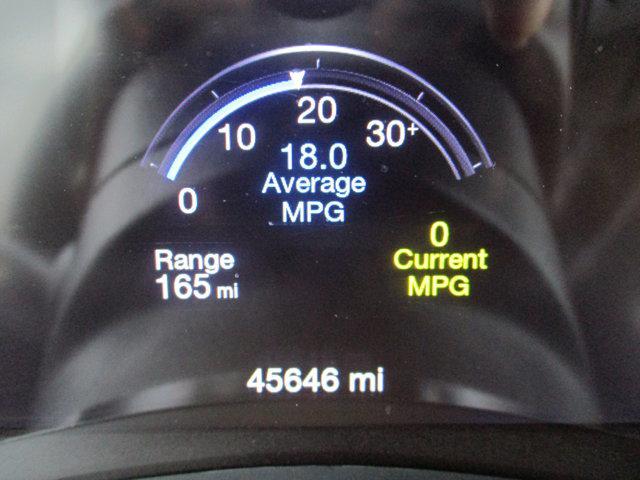 20
10
30+
18.0
Average
MPG
0
0
Current
MPG
Range
165 mi
45646 mi